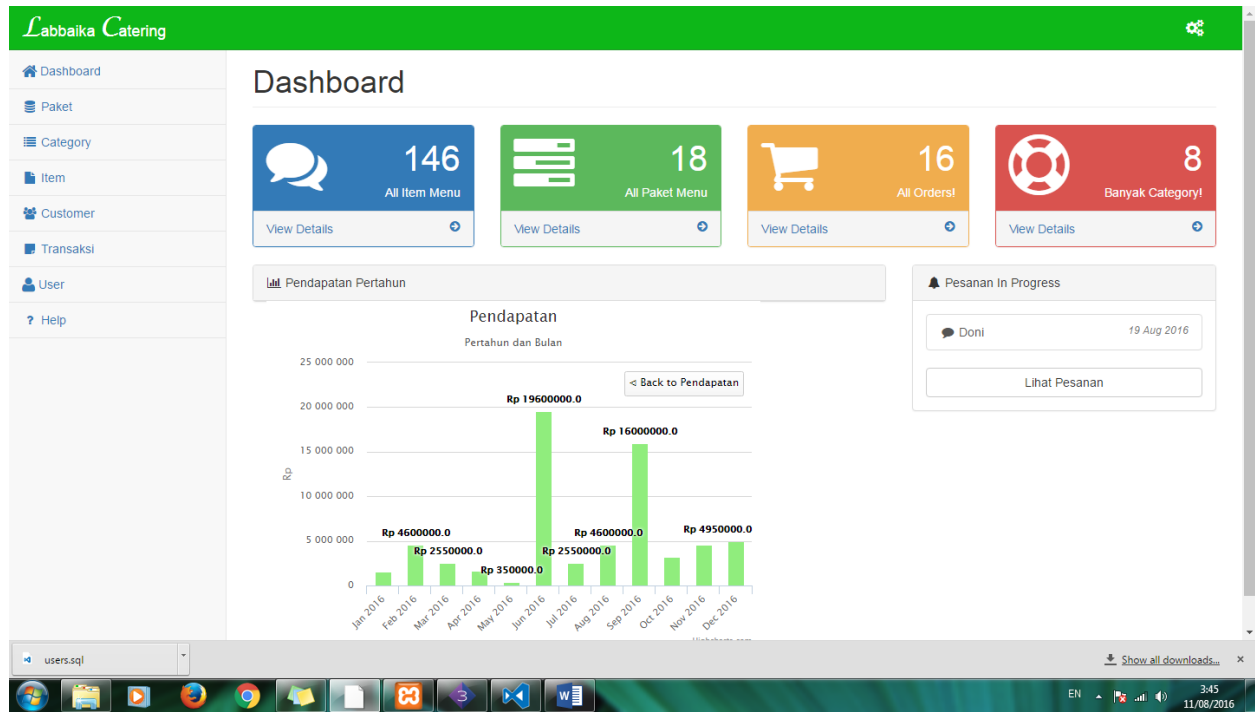 Labbaika Catering
Dashboard
Paket
Category
Item
Customer
Transaksi
User
? Help
Dashboard
146
All Item Menu
View Details
18
All Paket Menu
View Details
16
All Orders!
View Details
8
Banyak Category!
View Details
Pendapatan Pertahun
Pendapatan
Pertahun dan Bulan
Back to Pendapatan
Rp
25 000 000
20 000 000
15 000 000
10 000 000
5 000 000
0
Rp 4600000.0
Rp 2550000.0
Rp 350000.0
Rp 19600000.0
Rp 2550000.0
Rp 4600000.0
Rp 16000000.0
Rp 4950000.0
Jan 2016
Feb 2016
Mar 2016
Apr 2016
May 2016
Jun 2016
Jul 2016
Aug 2016
Sep 2016
Oct 2016
Nov 2016
Dec 2016
Pesanan In Progress
Doni
19 Aug 2016
Lihat Pesanan
users.sql
Show all downloads...
EN
3:45
11/08/2016